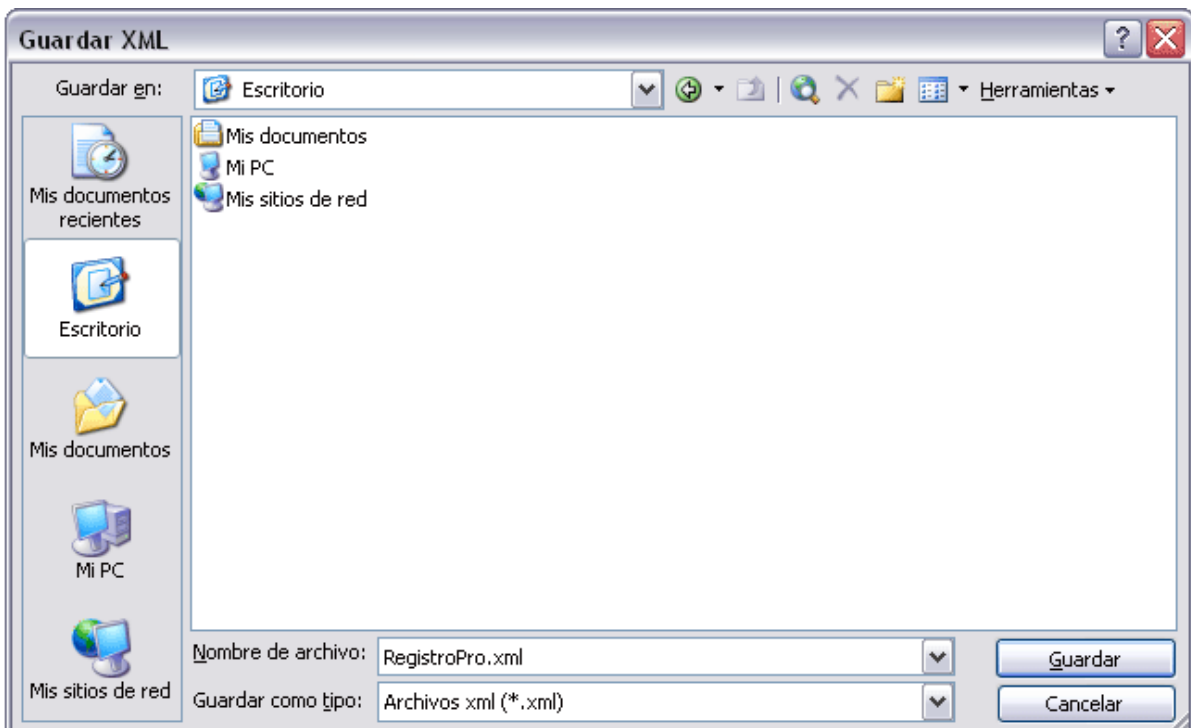 Guardar XML
?
Guardar en:
Escritorio
Herramientas
Mis documentos
recientes
Escritorio
Mis documentos
Mi PC
Mis sitios de red
Mis documentos
Mi PC
Mis sitios de red
Nombre de archivo:
RegistroPro.xml
Guardar
Guardar como tipo:
Archivos xml (*.xml)
Cancelar